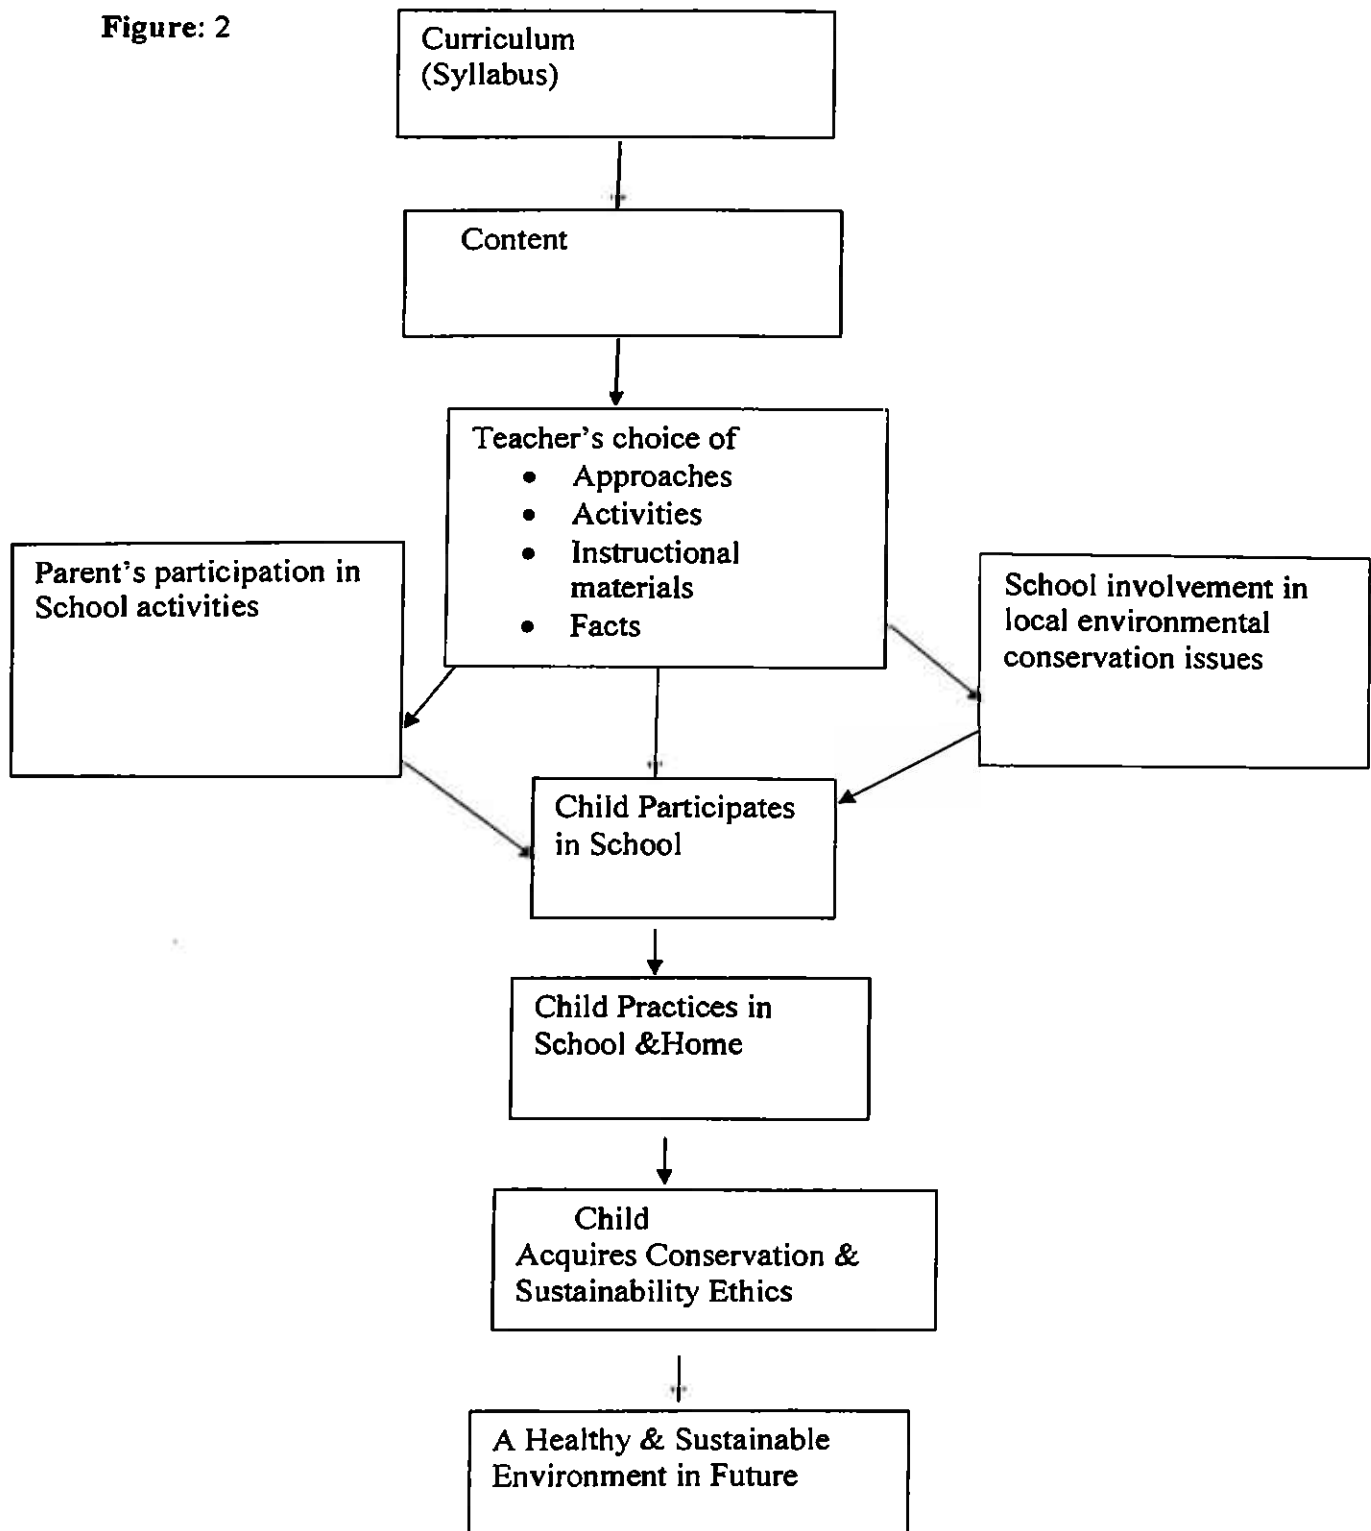 Figure: 2
Curriculum
(Syllabus)
Content
Teacher's choice of
• Approaches
• Activities
• Instructional
materials
• Facts
Parent's participation in
School activities
School involvement in
local environmental
conservation issues
Child Participates
in School
Child Practices in
School &Home
Child
Acquires Conservation &
Sustainability Ethics
A Healthy & Sustainable
Environment in Future